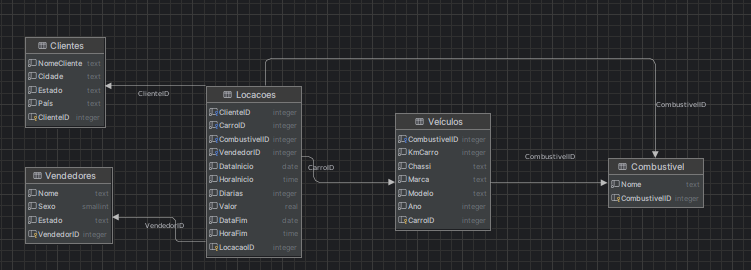 Clientes
NomeCliente text
Cidade text
Estado text
País text
ClienteID integer
ClienteID
Locacoes
ClienteID integer
CarroID integer
CombustivelID integer
VendedorID integer
DataInicio date
HoraInicio time
Diarias integer
Valor real
DataFim date
HoraFim time
LocacaoID integer
Vendedores
Nome text
Sexo smallint
Estado text
VendedorID integer
VendedorID
CarroID
Veículos
CombustivelID integer
KmCarro integer
Chassi text
Marca text
Modelo text
Ano integer
CarroID integer
CombustivelID
CombustivelID
Combustivel
Nome text
CombustivelID integer